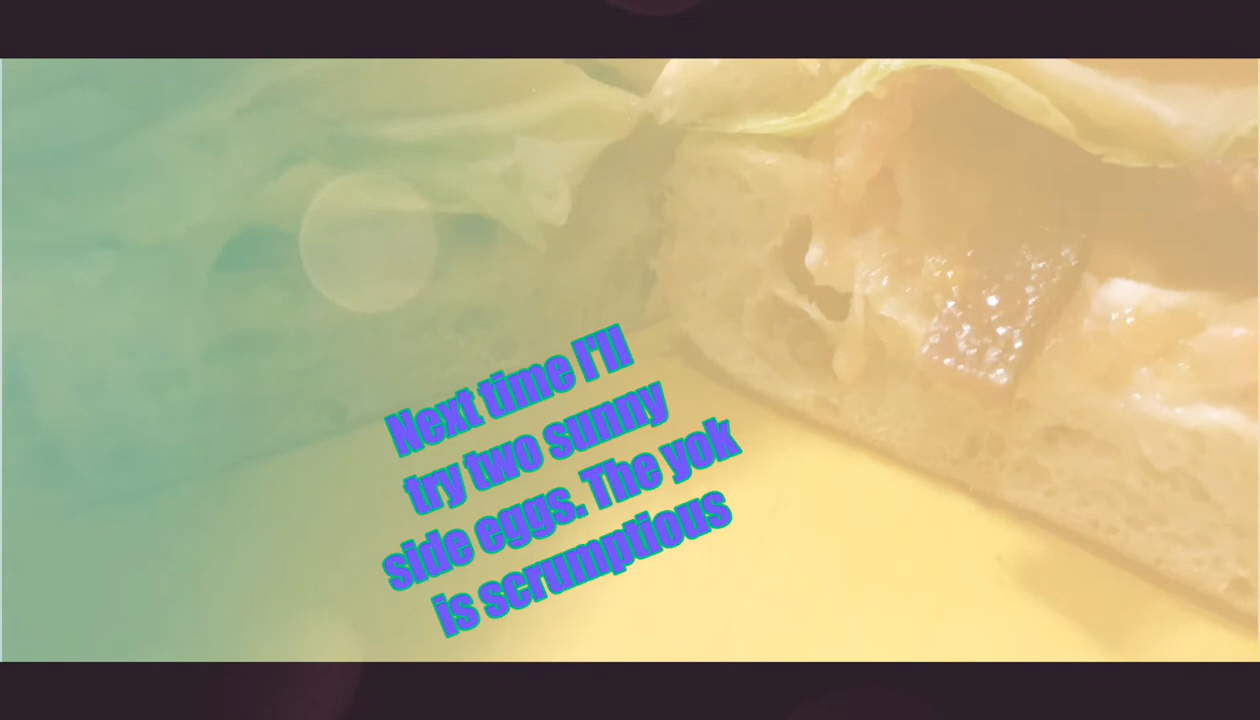 Next time I'll
try two sunny
side eggs. The yok
is scrumptious